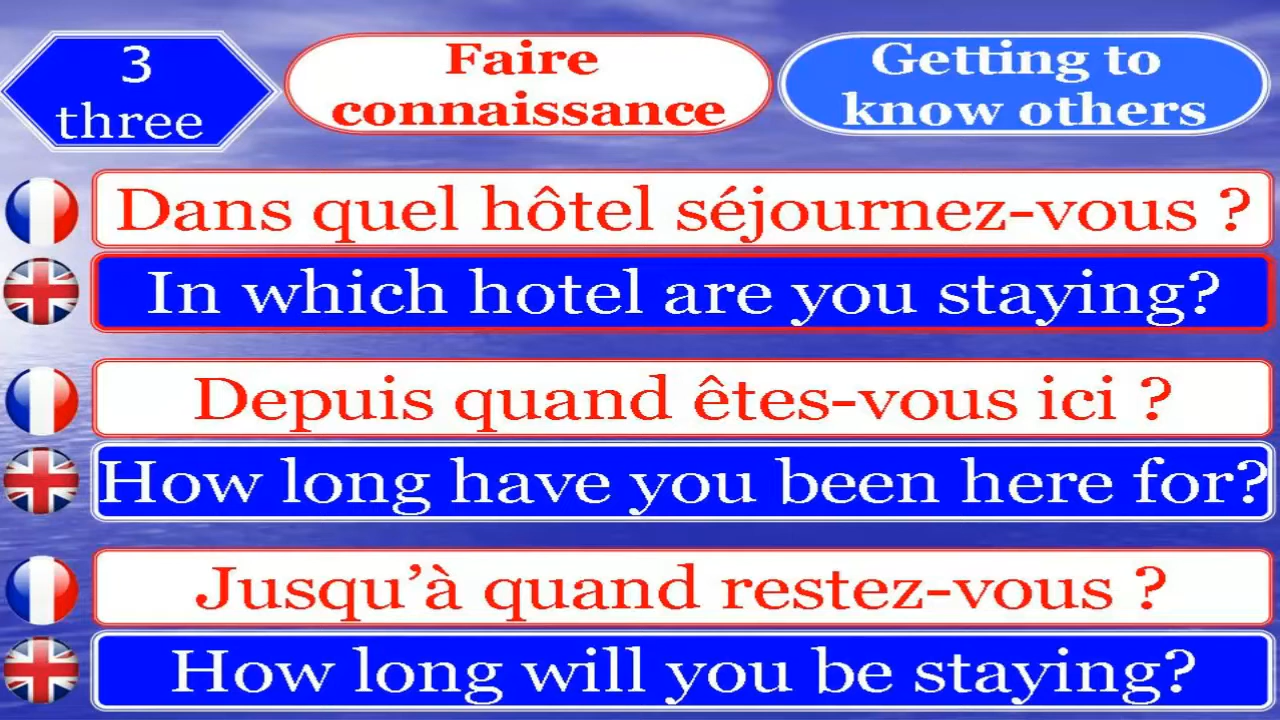 3
three
Faire
connaissance
Getting to
know others
Dans quel hôtel séjournez-vous ?
In which hotel are you staying?
Depuis quand êtes-vous ici ?
How long have you been here for?
Jusqu’à quand restez-vous ?
How long will you be staying?